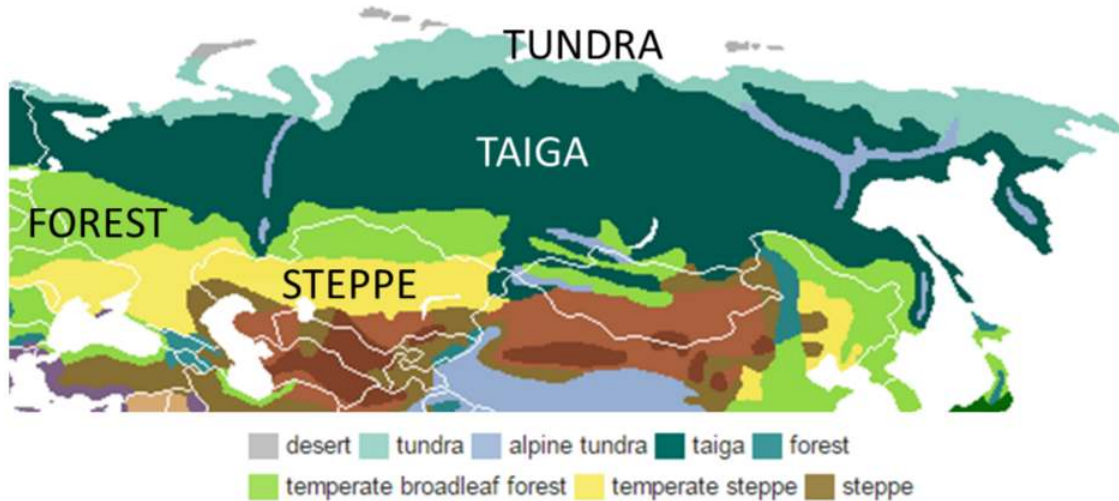 TUNDRA
TAIGA
FOREST
STEPPE
desert tundra alpine tundra taiga forest
temperate broadleaf forest temperate steppe steppe